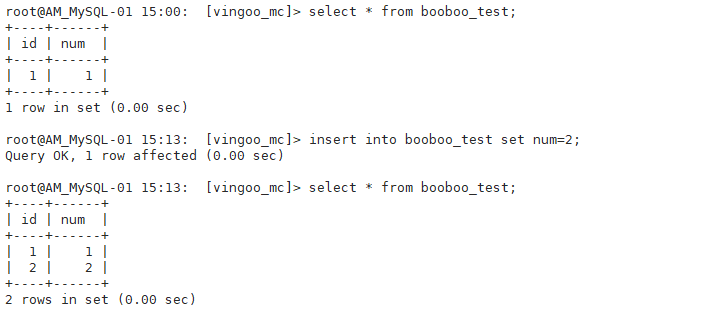 root@AM_MySQL-01 15:00:  [vingoo_mc]> select * from booboo_test;
+----+------+
| id | num  |
+----+------+
|  1 |    1 |
+----+------+
1 row in set (0.00 sec)

root@AM_MySQL-01 15:13:  [vingoo_mc]> insert into booboo_test set num=2;
Query OK, 1 row affected (0.00 sec)

root@AM_MySQL-01 15:13:  [vingoo_mc]> select * from booboo_test;
+----+------+
| id | num  |
+----+------+
|  1 |    1 |
|  2 |    2 |
+----+------+
2 rows in set (0.00 sec)